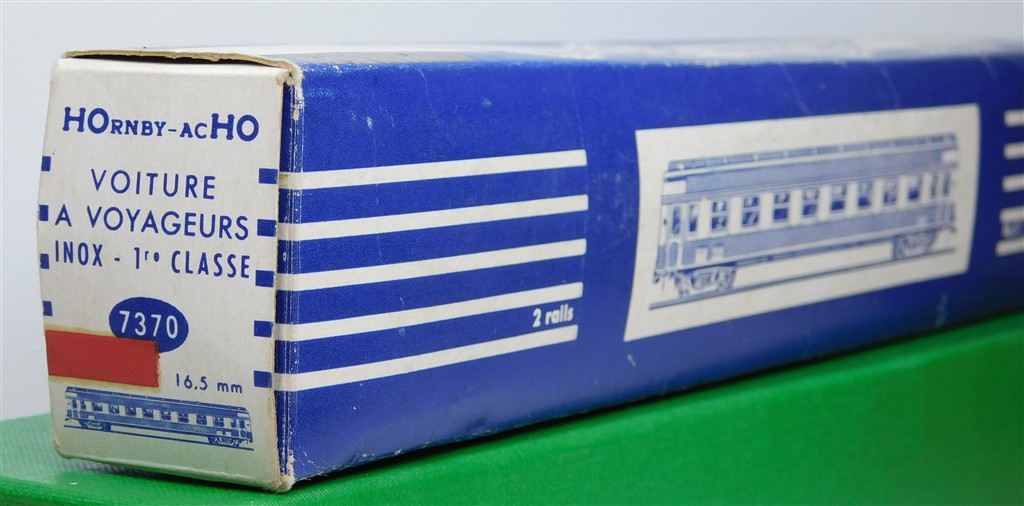 HORNBY-ACHO
VOITURE
A VOYAGEURS
INOX - 1re CLASSE
7370
16,5 mm
2 rails